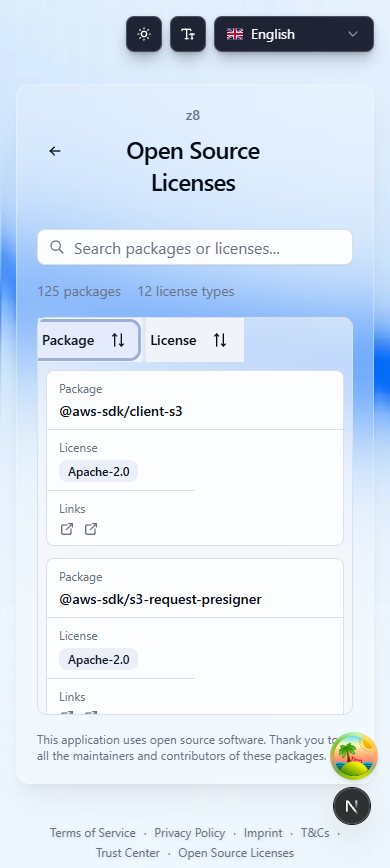 English
z8
Open Source
Licenses
Search packages or licenses...
125 packages 12 license types
Package License
Package
@aws-sdk/client-s3
License
Apache-2.0
Links
Package
@aws-sdk/s3-request-presigner
License
Apache-2.0
Links
This application uses open source software. Thank you to
all the maintainers and contributors of these packages.
N
Terms of Service · Privacy Policy · Imprint · T&Cs ·
Trust Center · Open Source Licenses